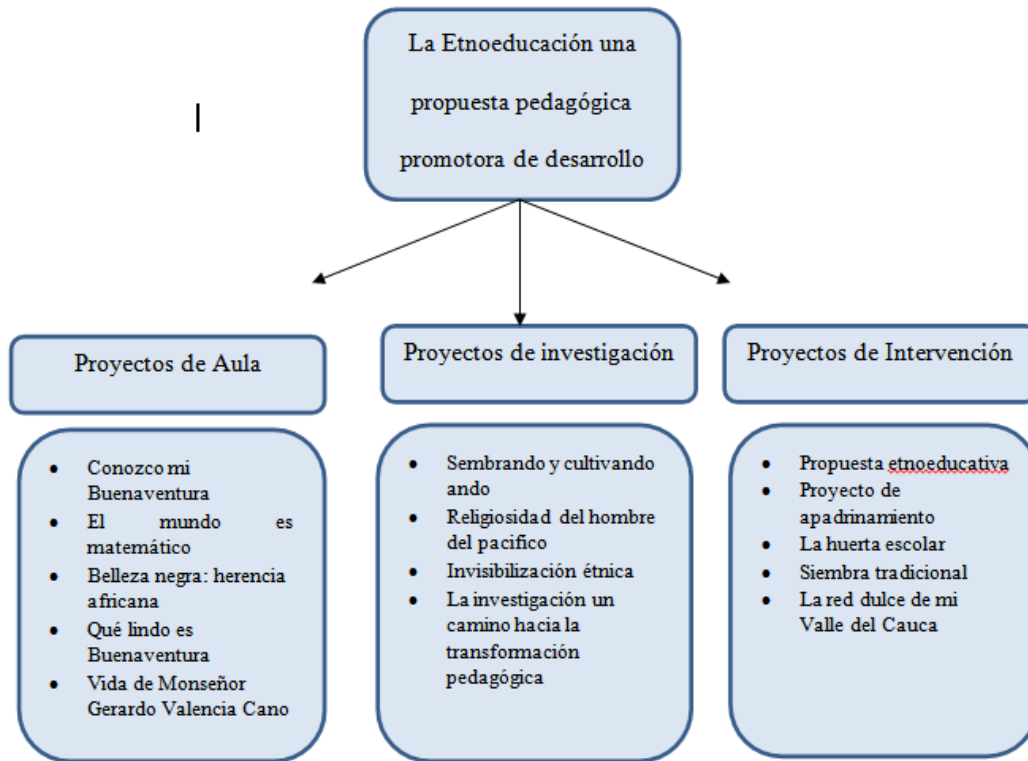 La Etnoeducación una
propuesta pedagógica
promotora de desarrollo
Proyectos de Aula
• Conozco mi
Buenaventura
• El mundo es
matemático
• Belleza negra: herencia
africana
• Qué lindo es
Buenaventura
• Vida de Monseñor
Gerardo Valencia Cano
Proyectos de investigación
• Sembrando y cultivando
ando
• Religiosidad del hombre
del pacifico
• Invisibilización étnica
• La investigación un
camino hacia la
transformación
pedagógica
Proyectos de Intervención
• Propuesta etnoeducativa
• Proyecto de
apadrinamiento
• La huerta escolar
• Siembra tradicional
• La red dulce de mi
Valle del Cauca